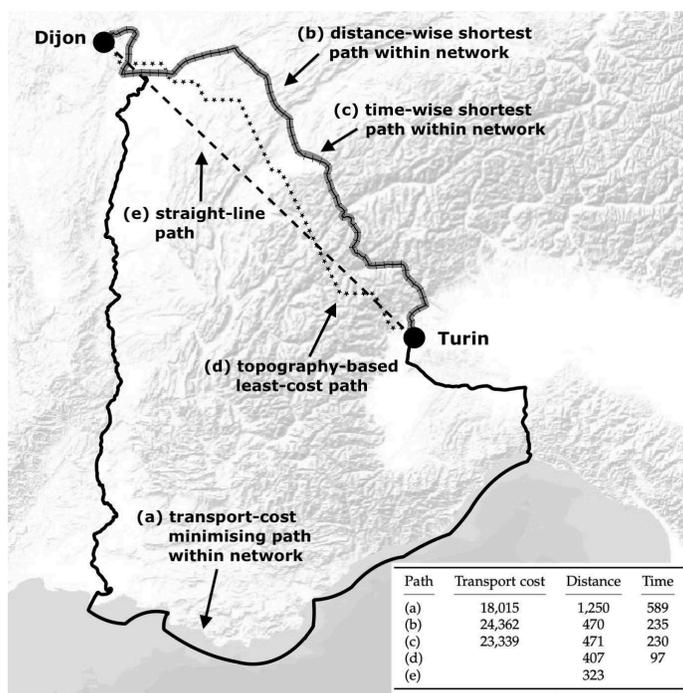 Dijon
(b) distance-wise shortest
path within network
(c) time-wise shortest
path within network
(e) straight-line
path
Turin
(d) topography-based
least-cost path
(a) transport-cost
minimising path
within network
Path Transport cost Distance Time
(a) 18,015 1,250 589
(b) 24,362 470 235
(c) 23,339 471 230
(d) 407 97
(e) 323